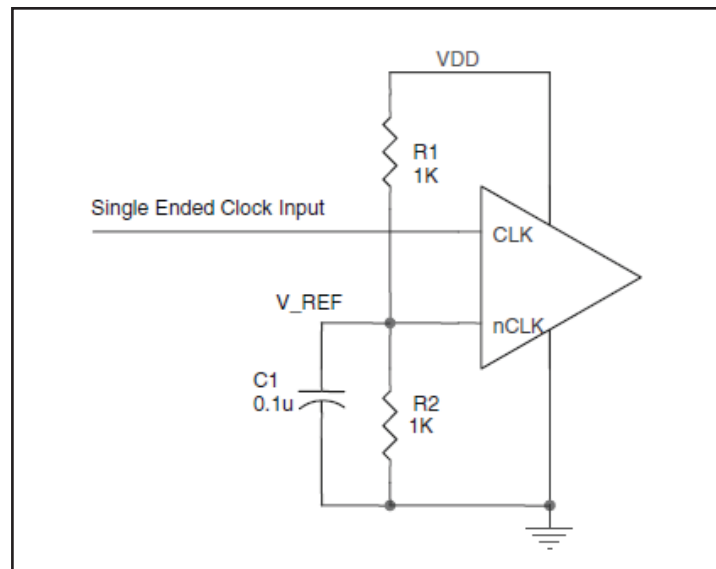 VDD
R1
1K
Single Ended Clock Input
CLK
V_REF
nCLK
C1
0.1u
R2
1K